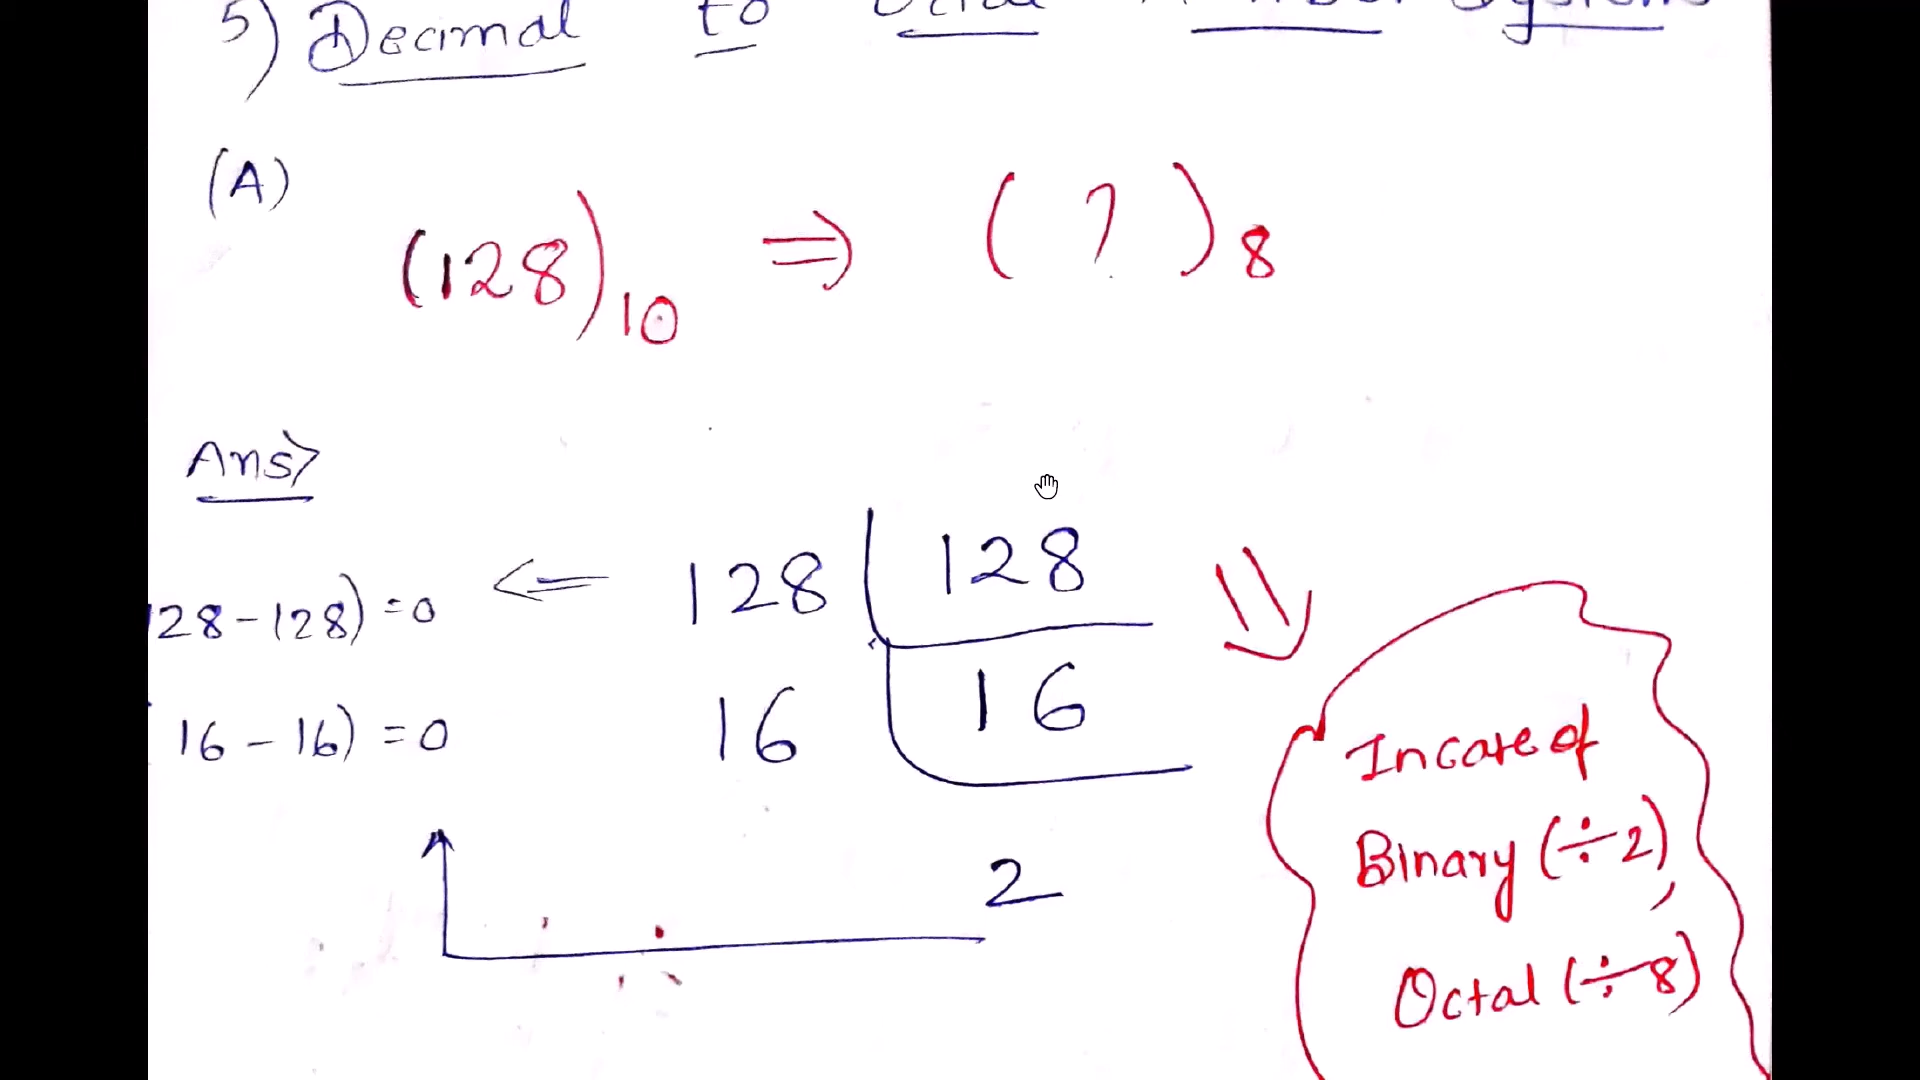 5) Decimal to
(A)
(128)10 ⇒ ( ? )8
Ans>
28-128) = 0 <= 128 128
16 - 16) = 0 16 16
2
Incase of
Binary (÷2),
Octal (÷8)